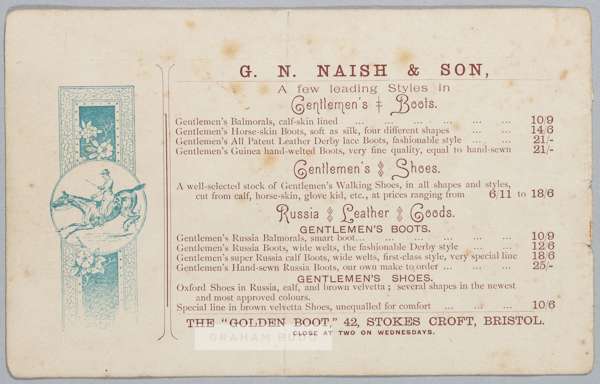 G. N. NAISH & SON,
A few leading Styles in
Gentlemen's Boots.
Gentlemen's Balmorals, calf-skin lined ... ... ... ... ... ... 10/9
Gentlemen's Horse-skin Boots, soft as silk, four different shapes ... ... 14/6
Gentlemen's All Patent Leather Derby lace Boots, fashionable style ... ... 21/-
Gentlemen's Guinea hand-welted Boots, very fine quality, equal to hand-sewn 21/-
Gentlemen's Shoes.
A well-selected stock of Gentlemen's Walking Shoes, in all shapes and styles,
cut from calf, horse-skin, glove kid, etc., at prices ranging from 6/11 to 18/6
Russia Leather Goods.
GENTLEMEN'S BOOTS.
Gentlemen's Russia Balmorals, smart boot... ... ... ... ... ... 10/9
Gentlemen's Russia Boots, wide welts, the fashionable Derby style ... ... 12/6
Gentlemen's super Russia calf Boots, wide welts, first-class style, very special line 18/6
Gentlemen's Hand-sewn Russia Boots, our own make to order ... ... ... 25/-
GENTLEMEN'S SHOES.
Oxford Shoes in Russia, calf, and brown velvetta; several shapes in the newest
and most approved colours.
Special line in brown velvetta Shoes, unequalled for comfort ... ... ... 10/6
THE "GOLDEN BOOT," 42, STOKES CROFT, BRISTOL.
CLOSE AT TWO ON WEDNESDAYS.
GRAHAM BUDD